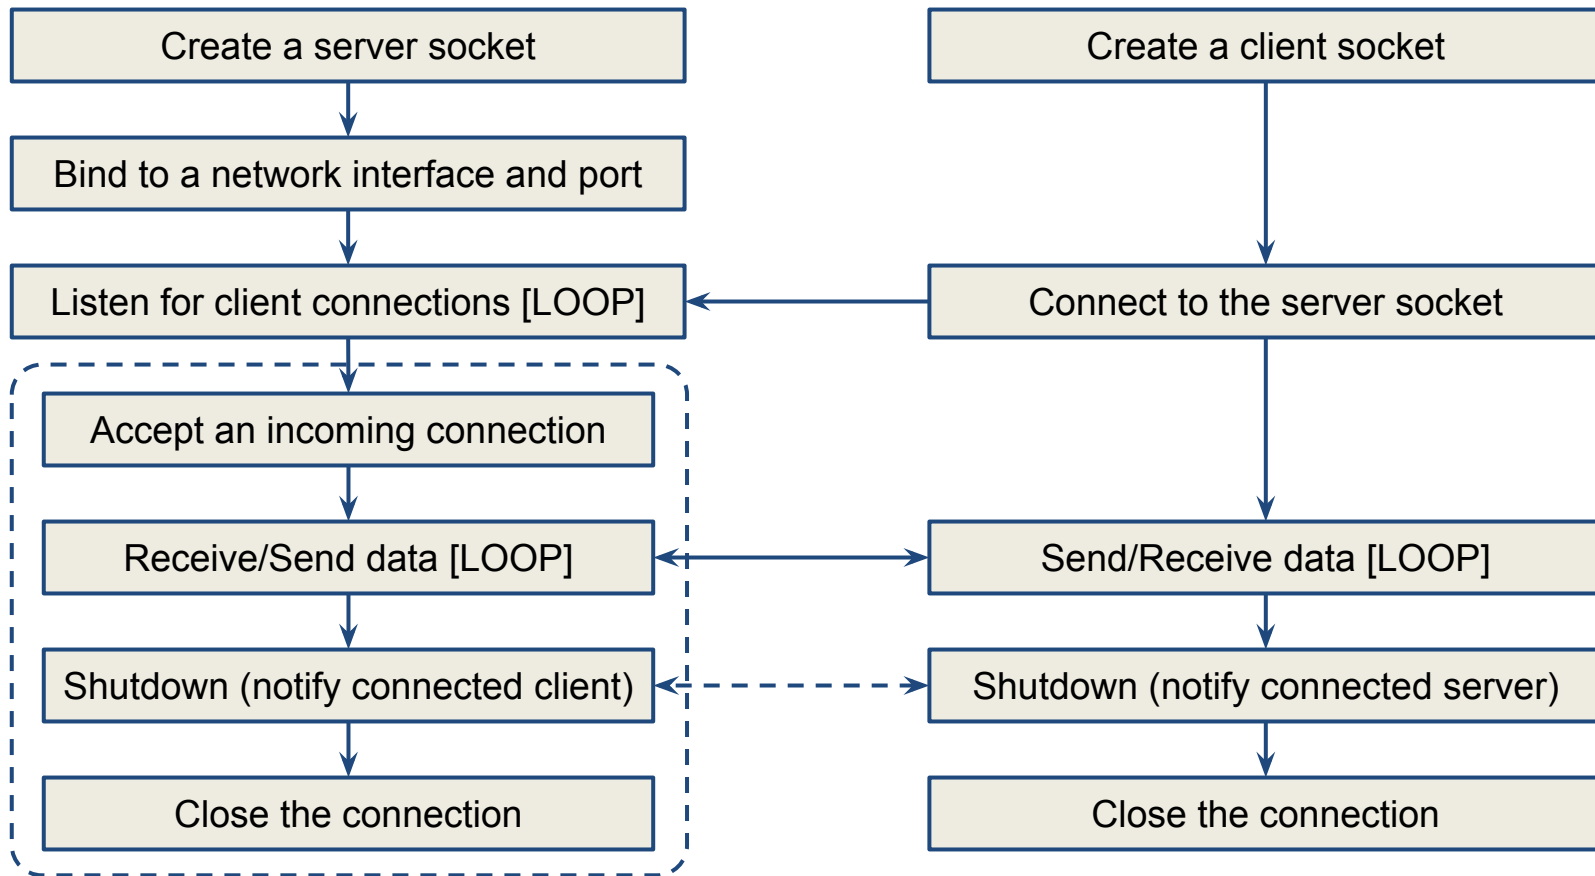 Create a server socket
Create a client socket
Bind to a network interface and port
Listen for client connections [LOOP]
Connect to the server socket
Accept an incoming connection
Receive/Send data [LOOP]
Send/Receive data [LOOP]
Shutdown (notify connected client)
Shutdown (notify connected server)
Close the connection
Close the connection